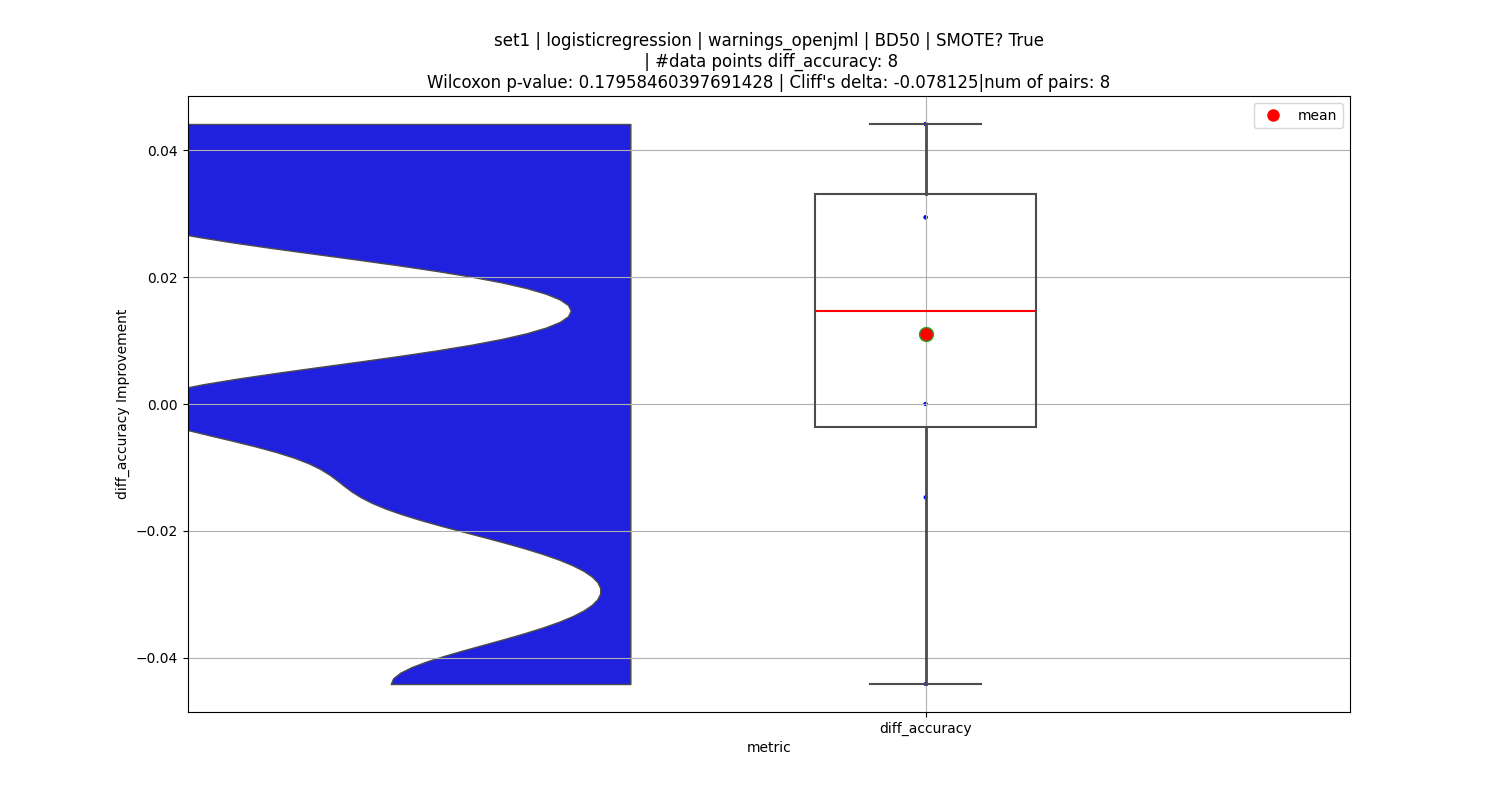 set1 | logisticregression | warnings_openjml | BD50 | SMOTE? True
| #data points diff_accuracy: 8
Wilcoxon p-value: 0.17958460397691428 | Cliff's delta: -0.078125|num of pairs: 8
mean
0.04
0.02
0.00
−0.02
−0.04
diff_accuracy Improvement
diff_accuracy
metric